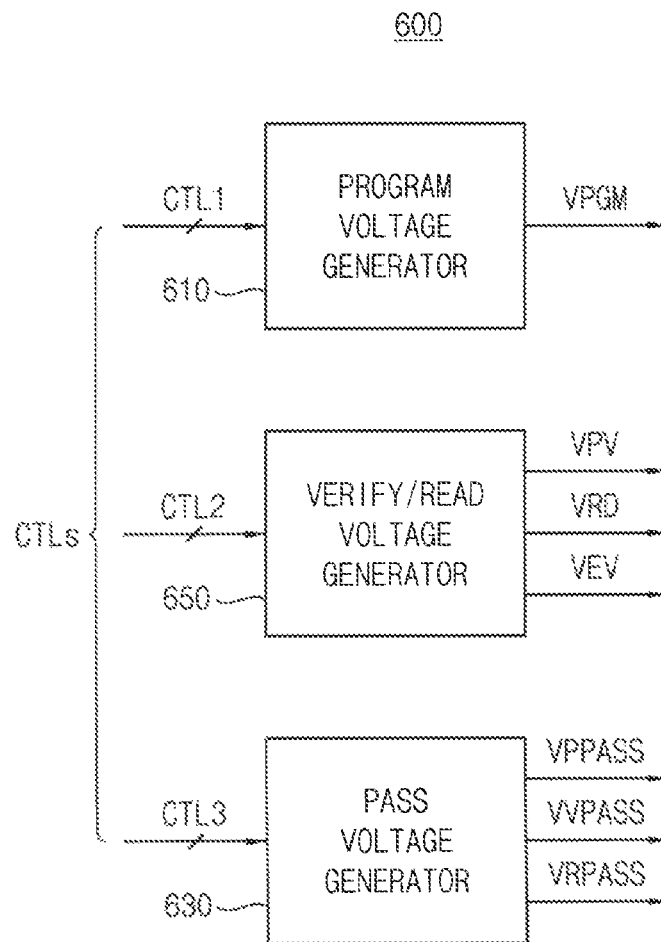 600
CTL1
PROGRAM
VOLTAGE
GENERATOR
VPGM
610
CTLs
CTL2
VERIFY/READ
VOLTAGE
GENERATOR
VPV
VRD
VEV
650
CTL3
PASS
VOLTAGE
GENERATOR
VPPASS
VVPASS
VRPASS
630